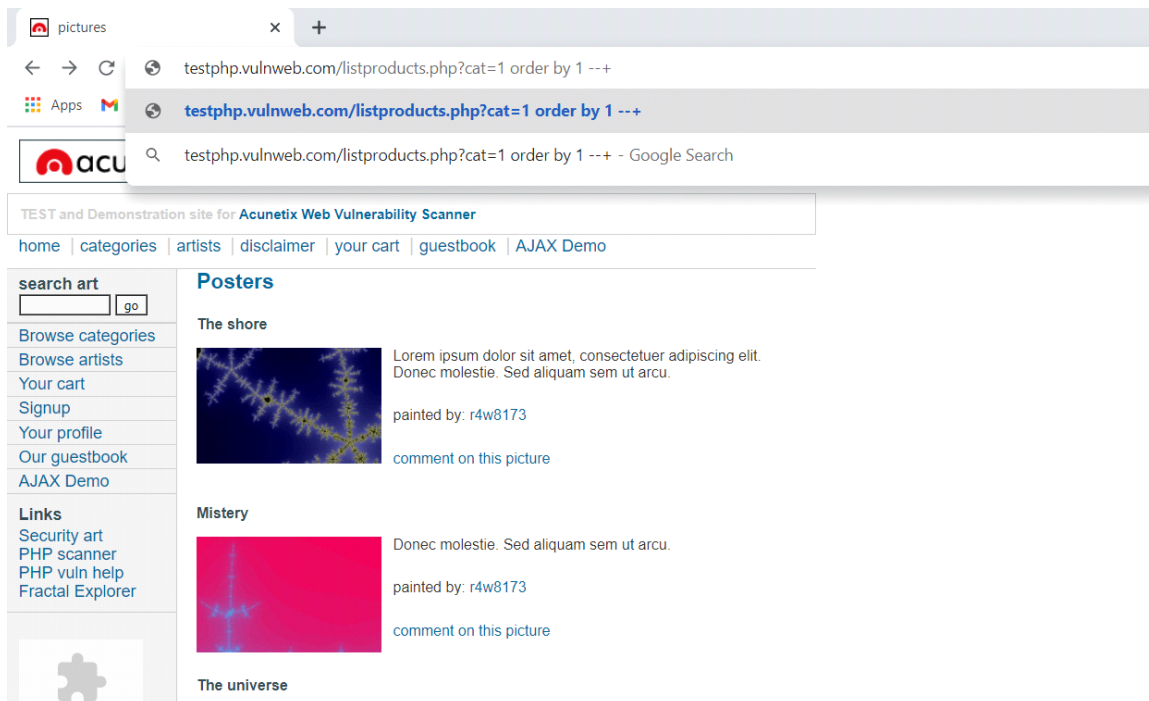 pictures
testphp.vulnweb.com/listproducts.php?cat=1 order by 1 --+
Apps
testphp.vulnweb.com/listproducts.php?cat=1 order by 1 --+
testphp.vulnweb.com/listproducts.php?cat=1 order by 1 --+ - Google Search
acu
TEST and Demonstration site for Acunetix Web Vulnerability Scanner
home | categories | artists | disclaimer | your cart | guestbook | AJAX Demo
search art
go
Browse categories
Browse artists
Your cart
Signup
Your profile
Our guestbook
AJAX Demo
Links
Security art
PHP scanner
PHP vuln help
Fractal Explorer
Posters
The shore
Lorem ipsum dolor sit amet, consectetuer adipiscing elit.
Donec molestie. Sed aliquam sem ut arcu.
painted by: r4w8173
comment on this picture
Mistery
Donec molestie. Sed aliquam sem ut arcu.
painted by: r4w8173
comment on this picture
The universe